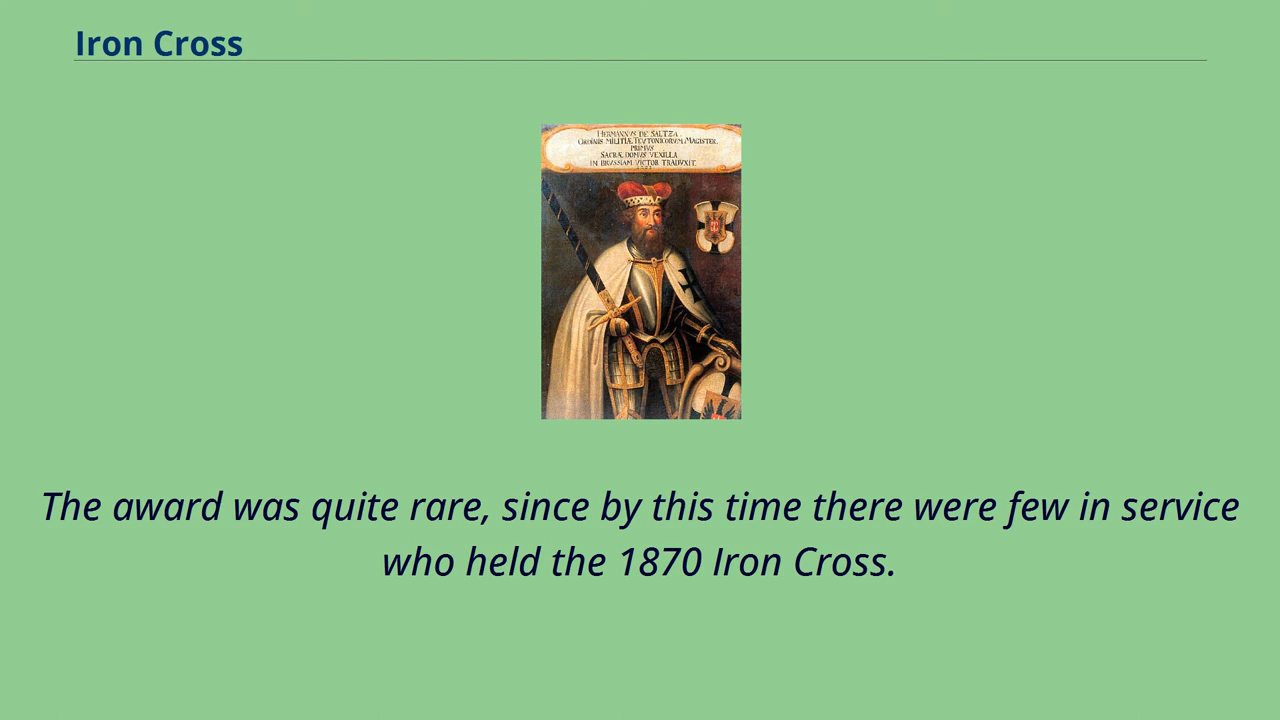 Iron Cross
HERMANNVS DE SALTZA.
ORDINIS MILITIÆ TEVTONICORVM MAGISTER.
PRIMVS
SACRÆ DOMVS VEXILLA
IN BRVSSIAM VICTOR TRADVXIT.
The award was quite rare, since by this time there were few in service
who held the 1870 Iron Cross.